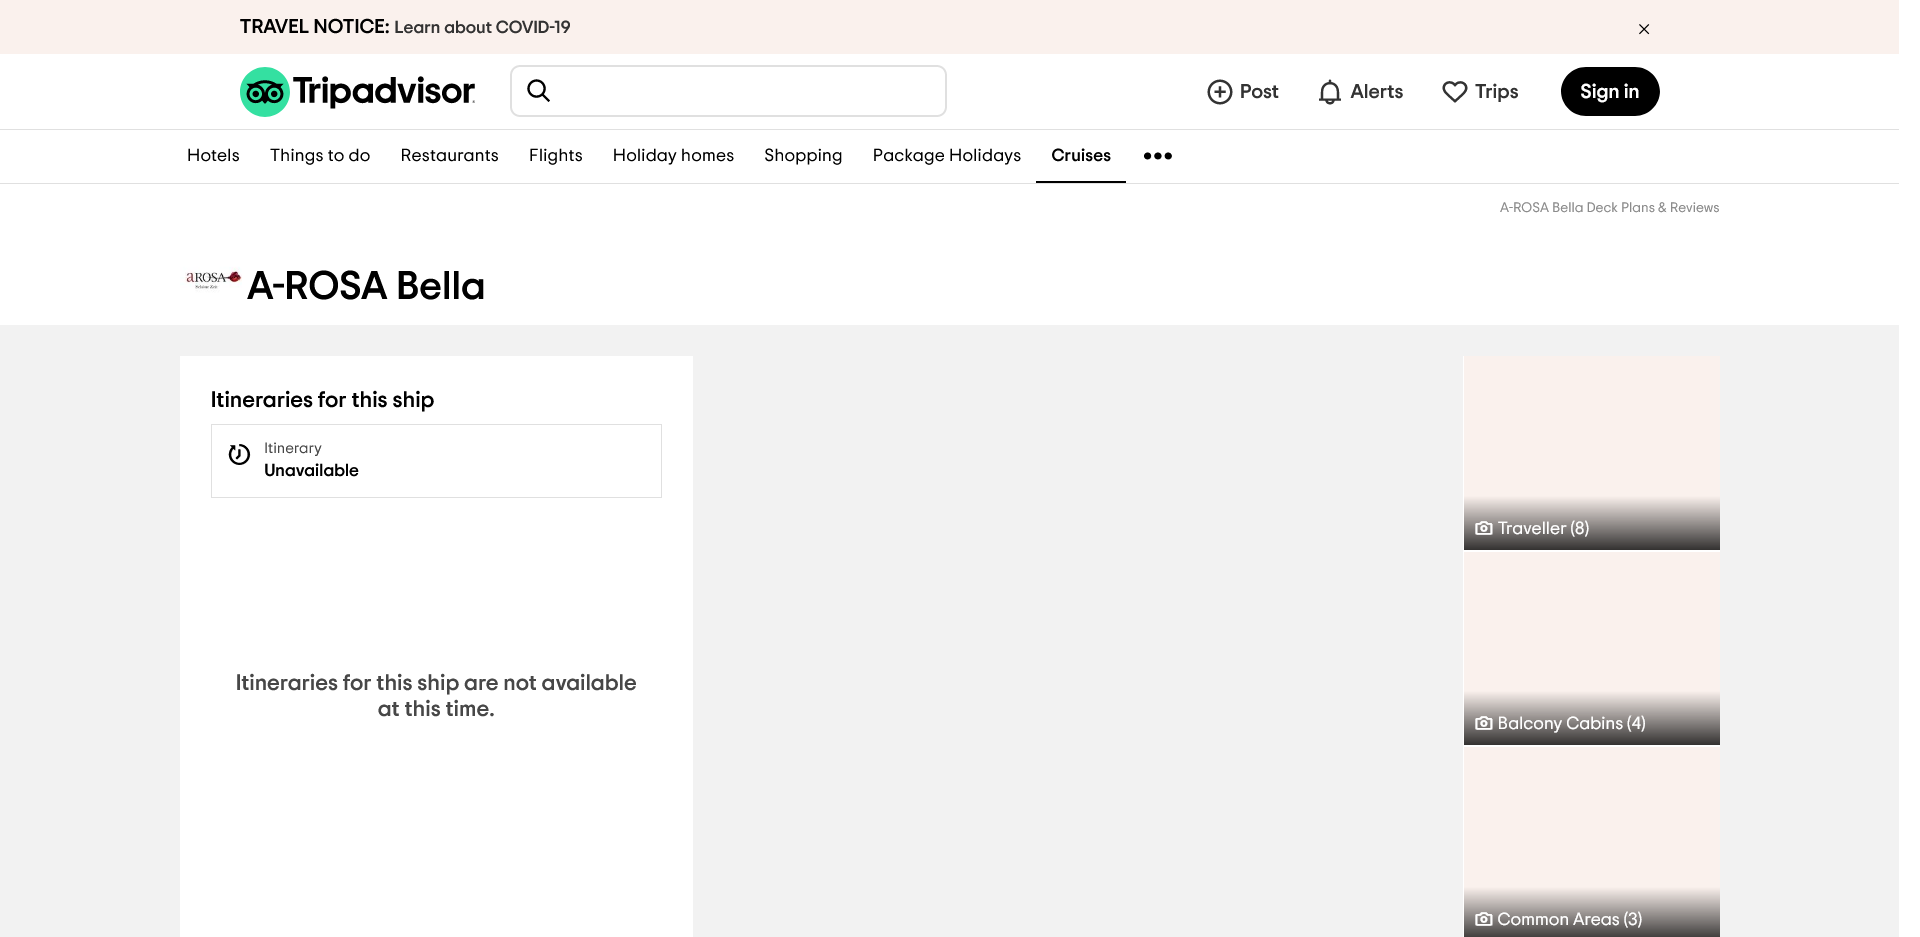 TRAVEL NOTICE: Learn about COVID-19
Tripadvisor
Post
Alerts
Trips
Sign in
Hotels
Things to do
Restaurants
Flights
Holiday homes
Shopping
Package Holidays
Cruises
A-ROSA Bella Deck Plans & Reviews
aROSA
A-ROSA Bella
Itineraries for this ship
Itinerary
Unavailable
Itineraries for this ship are not available
at this time.
Traveller (8)
Balcony Cabins (4)
Common Areas (3)